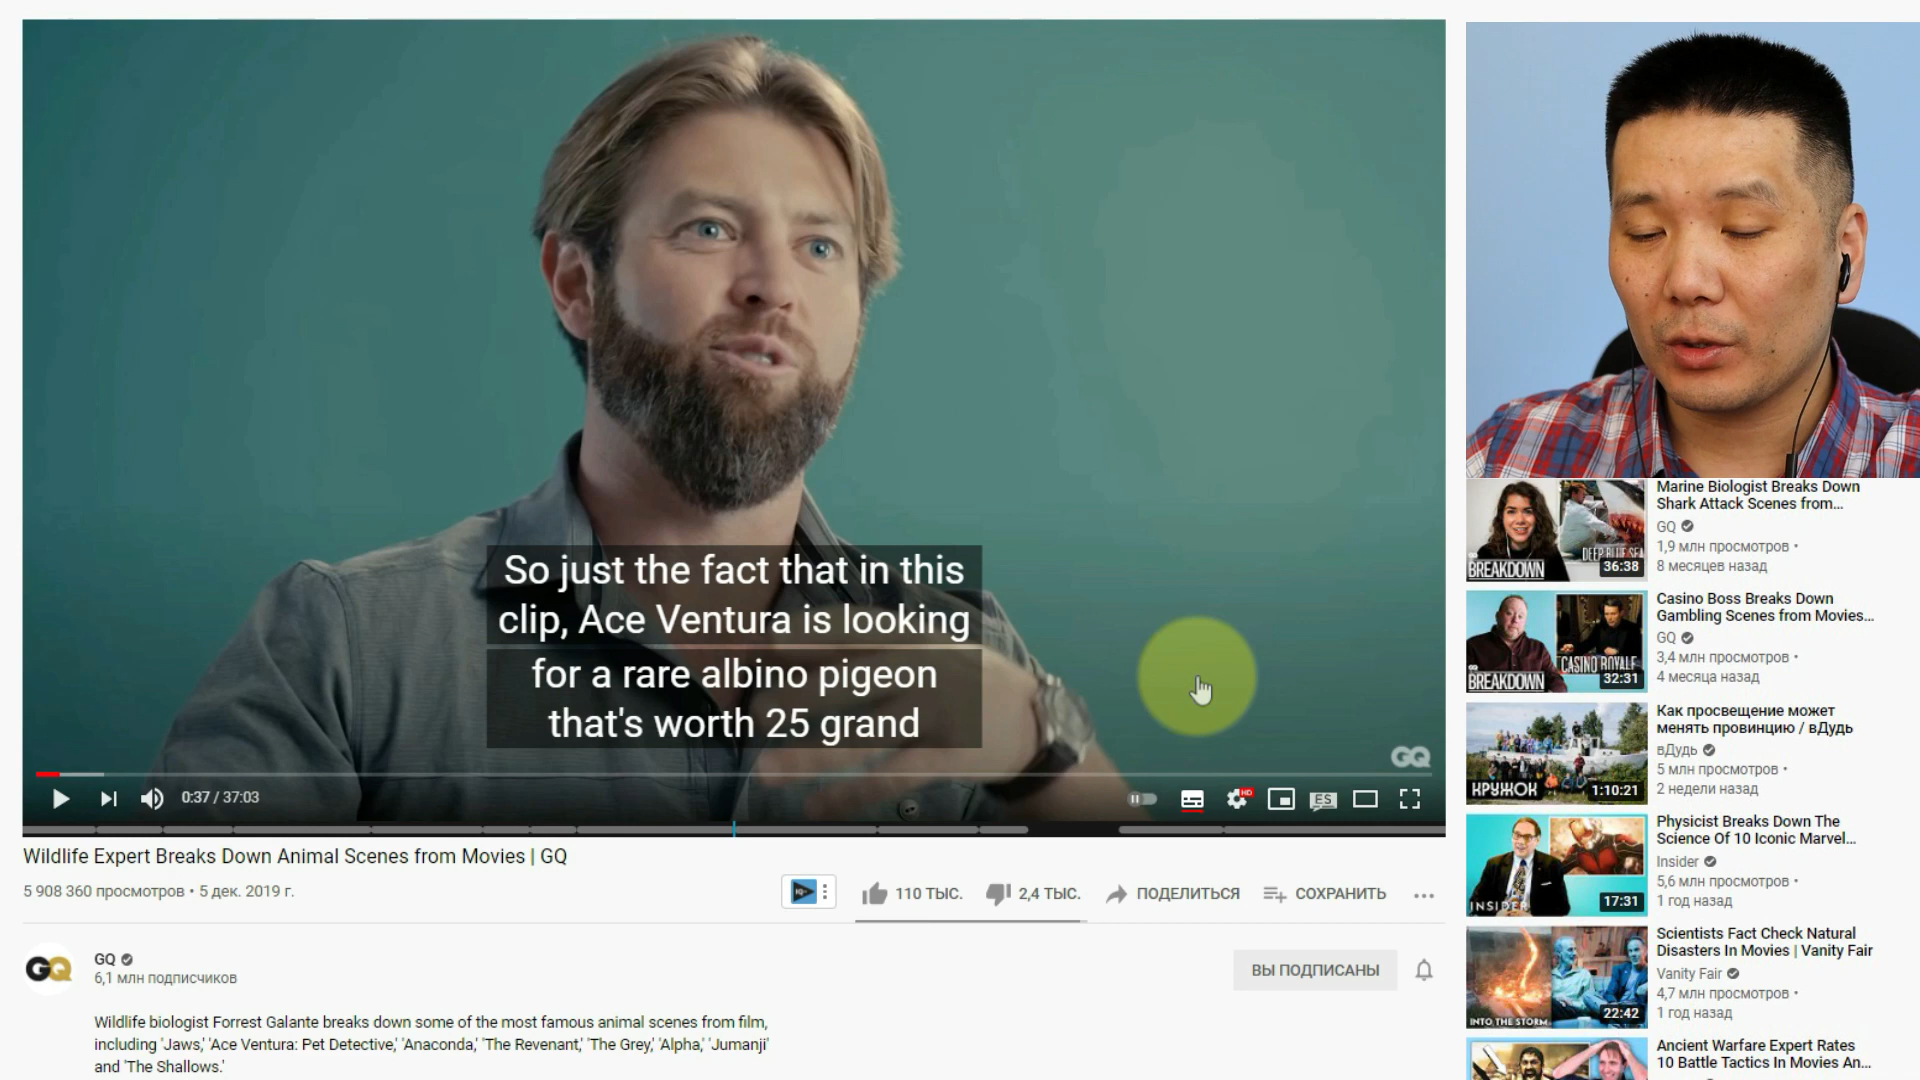 So just the fact that in this
clip, Ace Ventura is looking
for a rare albino pigeon
that's worth 25 grand
GQ
0:37 / 37:03
HD
ES
Wildlife Expert Breaks Down Animal Scenes from Movies | GQ
5 908 360 просмотров • 5 дек. 2019 г.
110 ТЫС.
2,4 ТЫС.
ПОДЕЛИТЬСЯ
СОХРАНИТЬ
GQ
GQ
6,1 млн подписчиков
ВЫ ПОДПИСАНЫ
Wildlife biologist Forrest Galante breaks down some of the most famous animal scenes from film,
including 'Jaws,' 'Ace Ventura: Pet Detective,' 'Anaconda,' 'The Revenant,' 'The Grey,' 'Alpha,' 'Jumanji'
and 'The Shallows.'
DEEP BLUE SEA
BREAKDOWN
36:38
Marine Biologist Breaks Down
Shark Attack Scenes from...
GQ
1,9 млн просмотров •
8 месяцев назад
CASINO ROYALE
BREAKDOWN
32:31
Casino Boss Breaks Down
Gambling Scenes from Movies...
GQ
3,4 млн просмотров •
4 месяца назад
КРУЖОК
1:10:21
Как просвещение может
менять провинцию / вДудь
вДудь
5 млн просмотров •
2 недели назад
INSIDER
17:31
Physicist Breaks Down The
Science Of 10 Iconic Marvel...
Insider
5,6 млн просмотров •
1 год назад
INTO THE STORM
22:42
Scientists Fact Check Natural
Disasters In Movies | Vanity Fair
Vanity Fair
4,7 млн просмотров •
1 год назад
Ancient Warfare Expert Rates
10 Battle Tactics In Movies An...